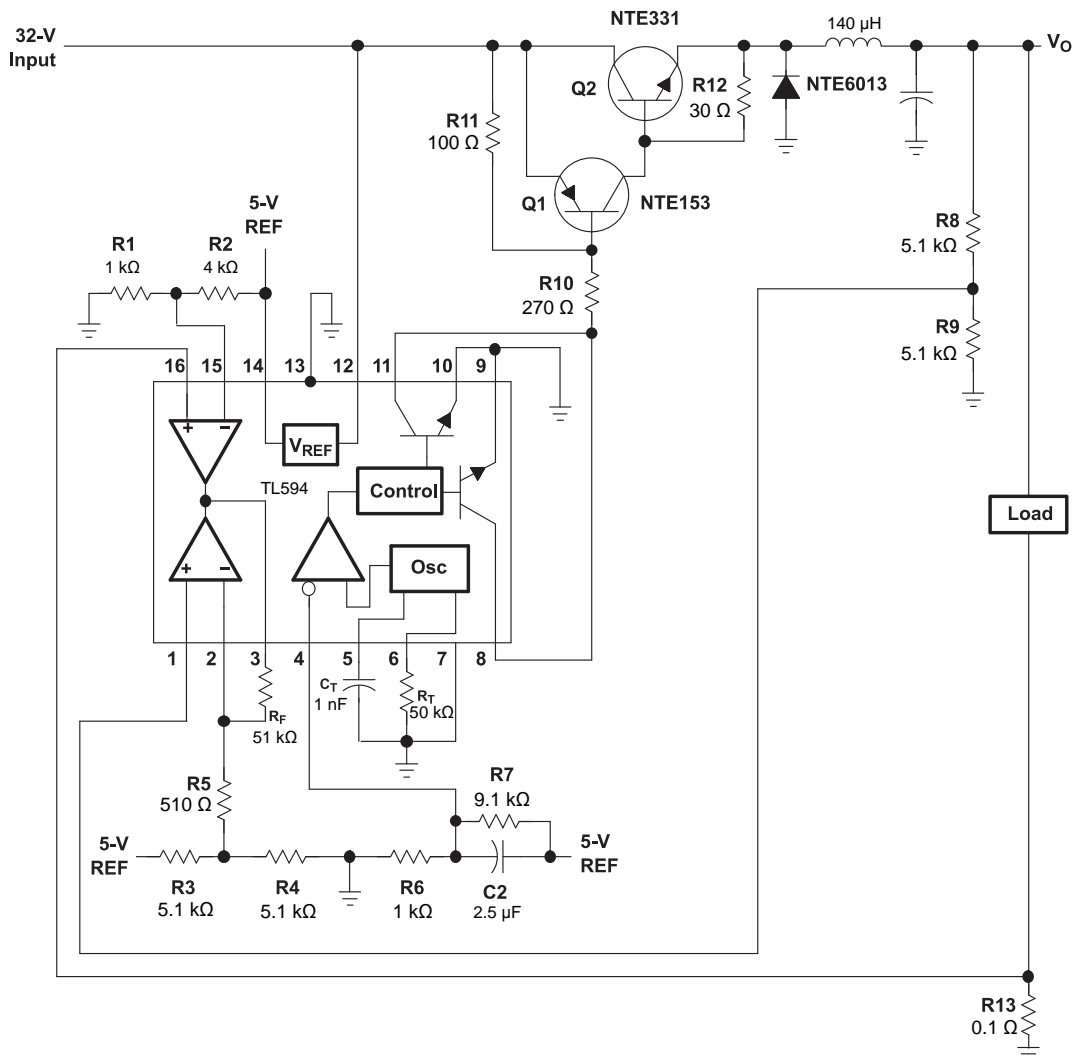 NTE331
140 µH
32-V
Input
VO
Q2
R12
30 Ω
NTE6013
R11
100 Ω
5-V
REF
Q1
NTE153
R8
5.1 kΩ
R1
1 kΩ
R2
4 kΩ
R10
270 Ω
R9
5.1 kΩ
16 15 14 13 12 11 10 9
+ −
VREF
TL594
Control
Load
+ −
Osc
1 2 3 4 5 6 7 8
CT
1 nF
RT
50 kΩ
RF
51 kΩ
R5
510 Ω
R7
9.1 kΩ
5-V
REF
5-V
REF
R3
5.1 kΩ
R4
5.1 kΩ
R6
1 kΩ
C2
2.5 µF
R13
0.1 Ω